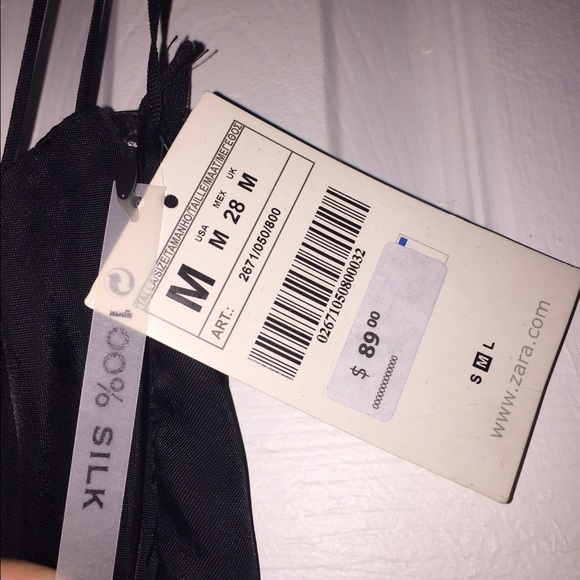 TALLA/SIZE/TAMANHO/TAILLE/MAAT/ΜΕΓΕΘΟΣ
M
USA
M
MEX
28
UK
M
ART.:
2671/050/800
02671050800032
$ 89 00
000000000000
S M L
www.zara.com
100% SILK